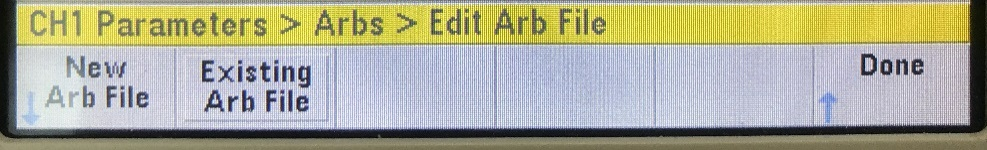 CH1 Parameters > Arbs > Edit Arb File
New
Arb File
Existing
Arb File
Done